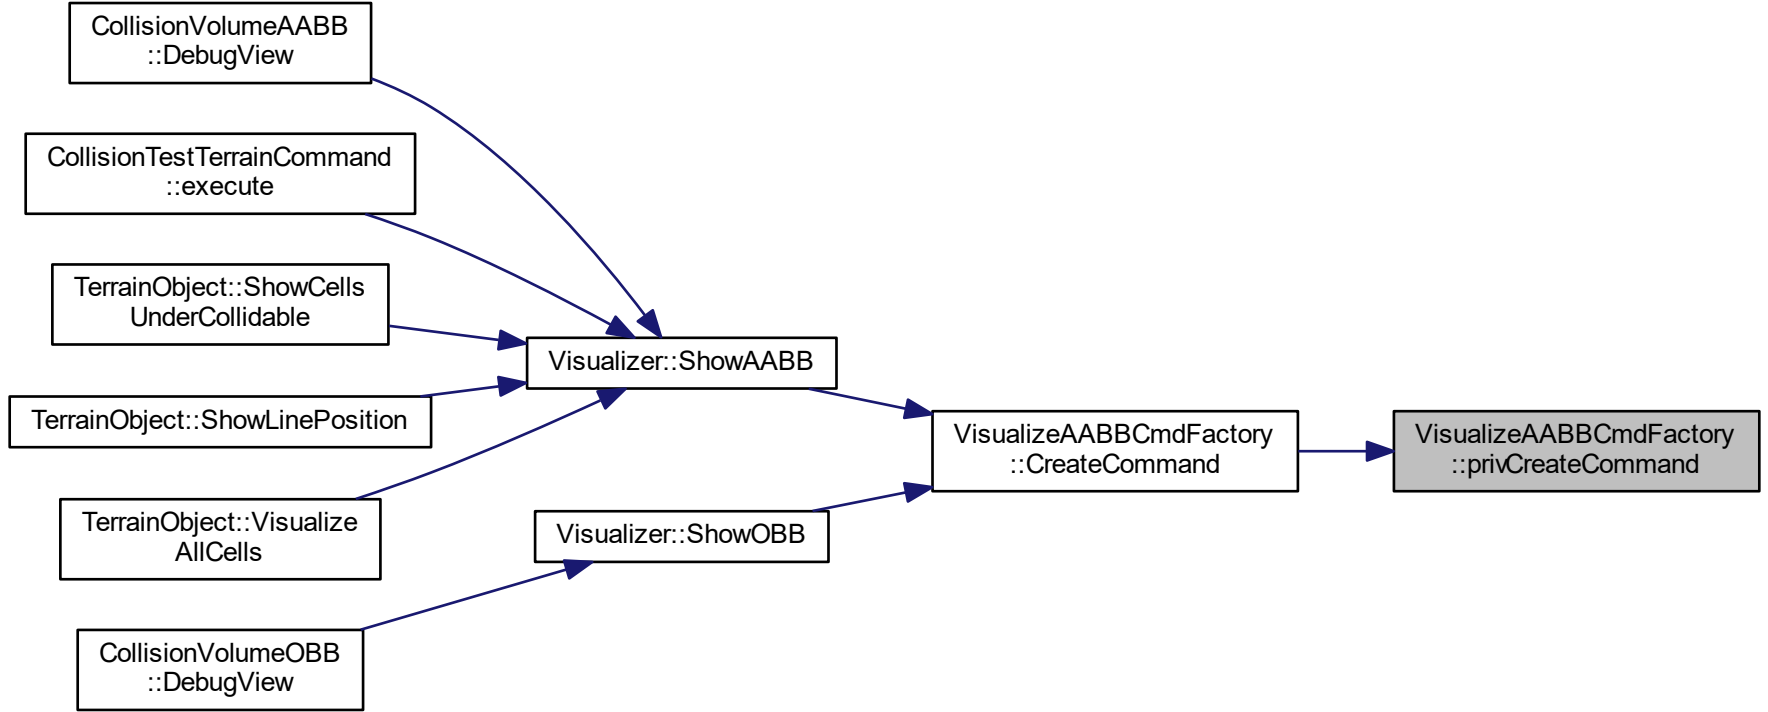 CollisionVolumeAABB
::DebugView
CollisionTestTerrainCommand
::execute
TerrainObject::ShowCells
UnderCollidable
Visualizer::ShowAABB
TerrainObject::ShowLinePosition
VisualizeAABBCmdFactory
::CreateCommand
VisualizeAABBCmdFactory
::privCreateCommand
TerrainObject::Visualize
AllCells
Visualizer::ShowOBB
CollisionVolumeOBB
::DebugView